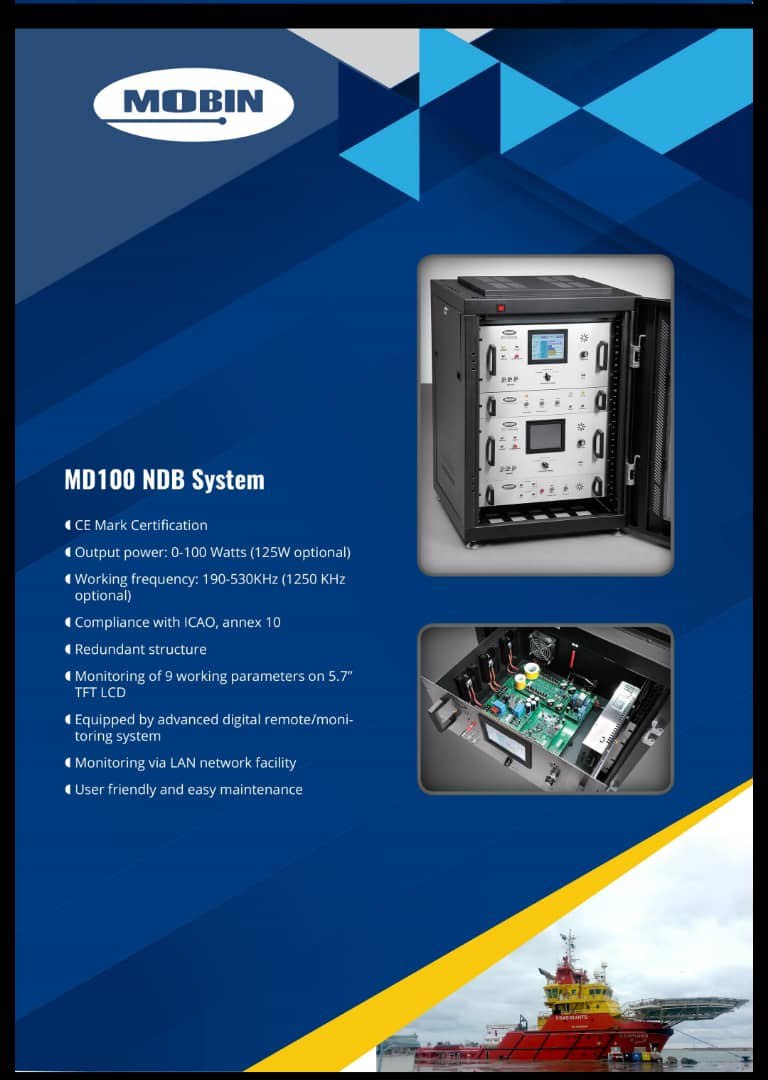 MOBIN
MD100 NDB System
CE Mark Certification
Output power: 0-100 Watts (125W optional)
Working frequency: 190-530KHz (1250 KHz
optional)
Compliance with ICAO, annex 10
Redundant structure
Monitoring of 9 working parameters on 5.7”
TFT LCD
Equipped by advanced digital remote/moni-
toring system
Monitoring via LAN network facility
User friendly and easy maintenance